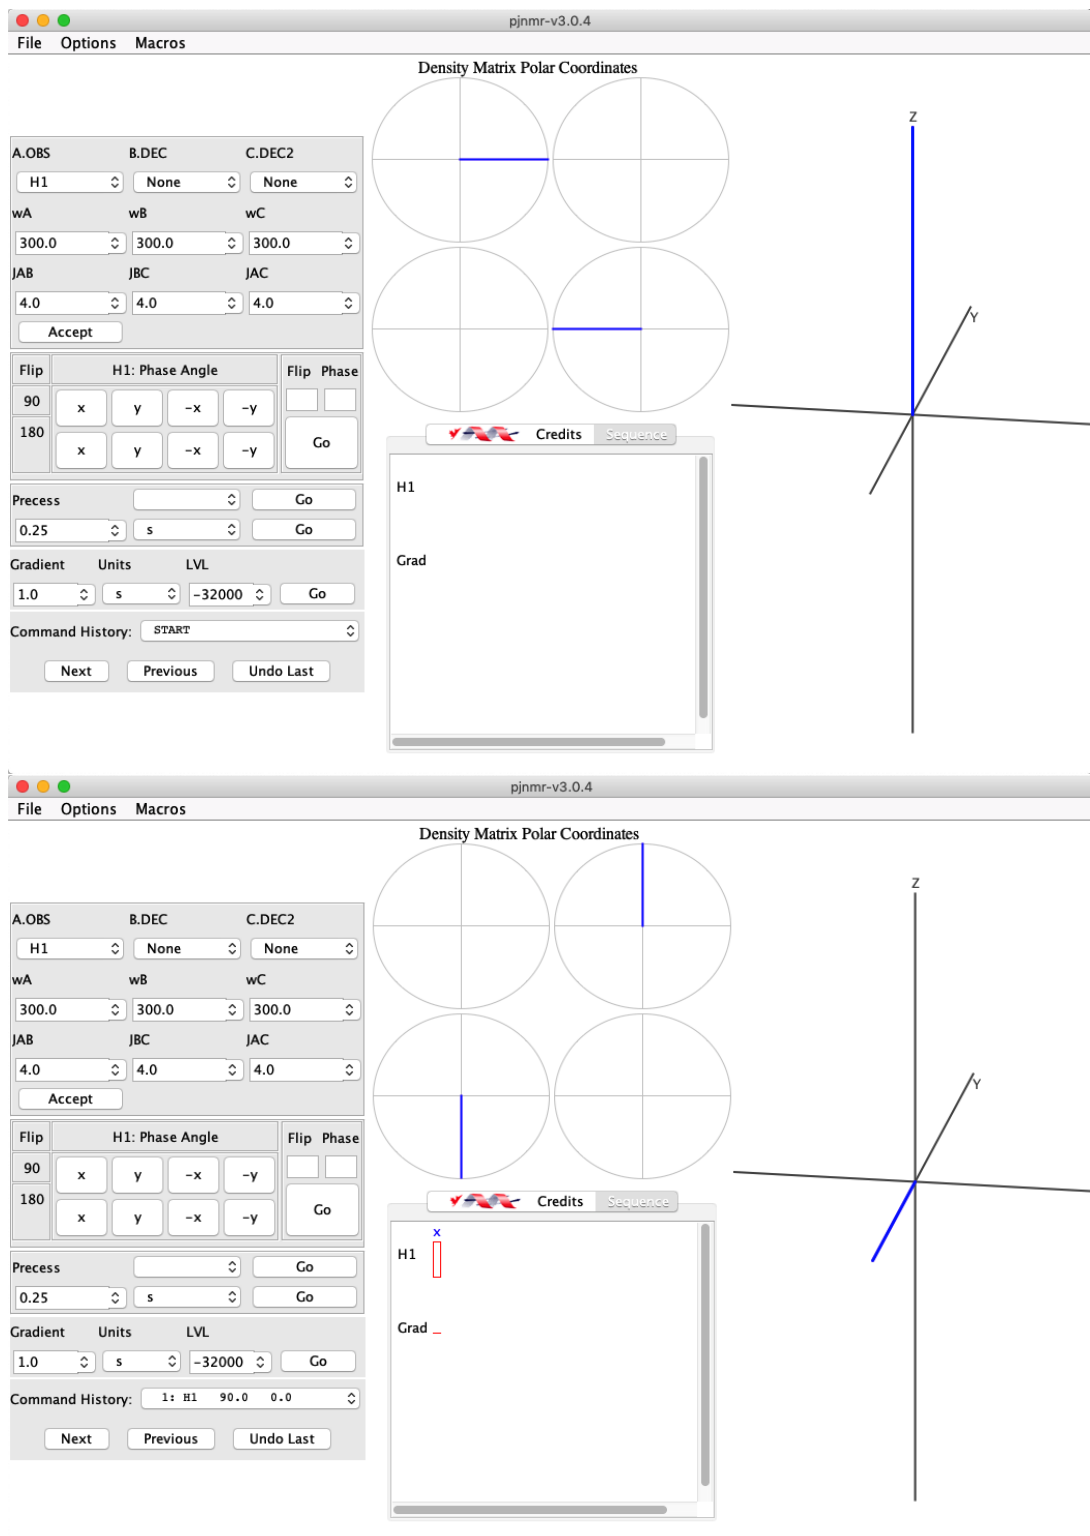 pjnmr-v3.0.4
File Options Macros
Density Matrix Polar Coordinates
Z
Y
A.OBS B.DEC C.DEC2
H1 None None
wA wB wC
300.0 300.0 300.0
JAB JBC JAC
4.0 4.0 4.0
Accept
Flip H1: Phase Angle Flip Phase
90 x y -x -y
180 x y -x -y Go
Precess Go
0.25 s Go
Gradient Units LVL
1.0 s -32000 Go
Command History: START
Next Previous Undo Last
Credits Sequence
H1
Grad
pjnmr-v3.0.4
File Options Macros
Density Matrix Polar Coordinates
Z
Y
A.OBS B.DEC C.DEC2
H1 None None
wA wB wC
300.0 300.0 300.0
JAB JBC JAC
4.0 4.0 4.0
Accept
Flip H1: Phase Angle Flip Phase
90 x y -x -y
180 x y -x -y Go
Precess Go
0.25 s Go
Gradient Units LVL
1.0 s -32000 Go
Command History: 1: H1 90.0 0.0
Next Previous Undo Last
Credits Sequence
x
H1
Grad